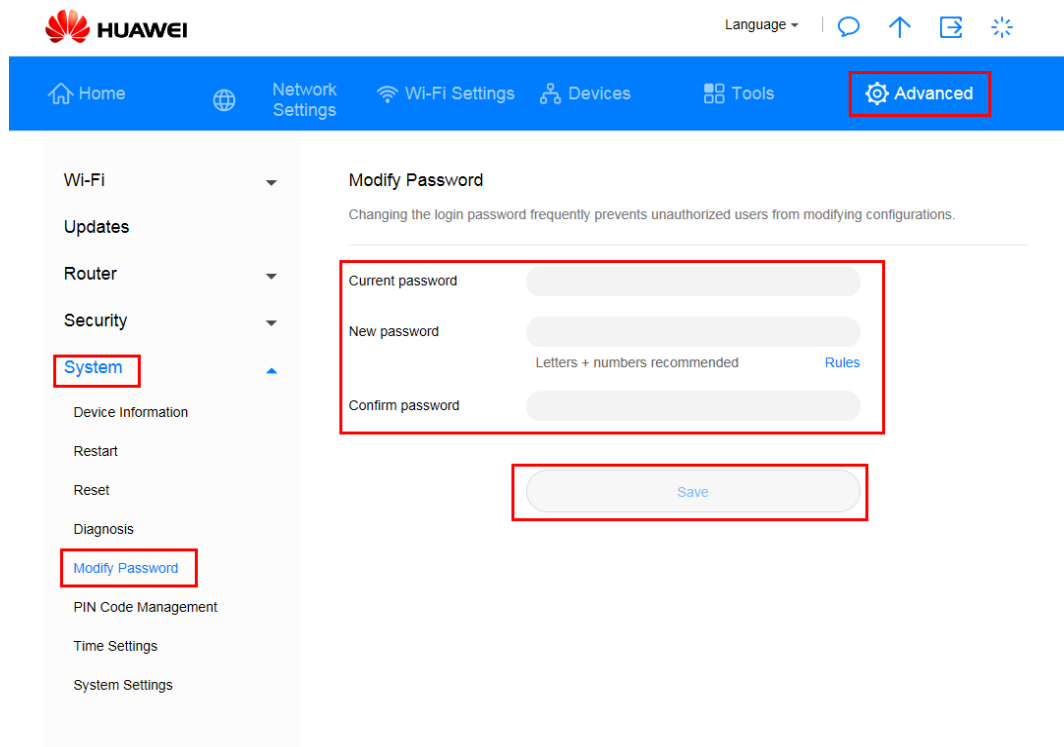 HUAWEI
Language
Home
Network
Settings
Wi-Fi Settings
Devices
Tools
Advanced
Wi-Fi
Updates
Router
Security
System
Device Information
Restart
Reset
Diagnosis
Modify Password
PIN Code Management
Time Settings
System Settings
Modify Password
Changing the login password frequently prevents unauthorized users from modifying configurations.
Current password
New password
Letters + numbers recommended Rules
Confirm password
Save